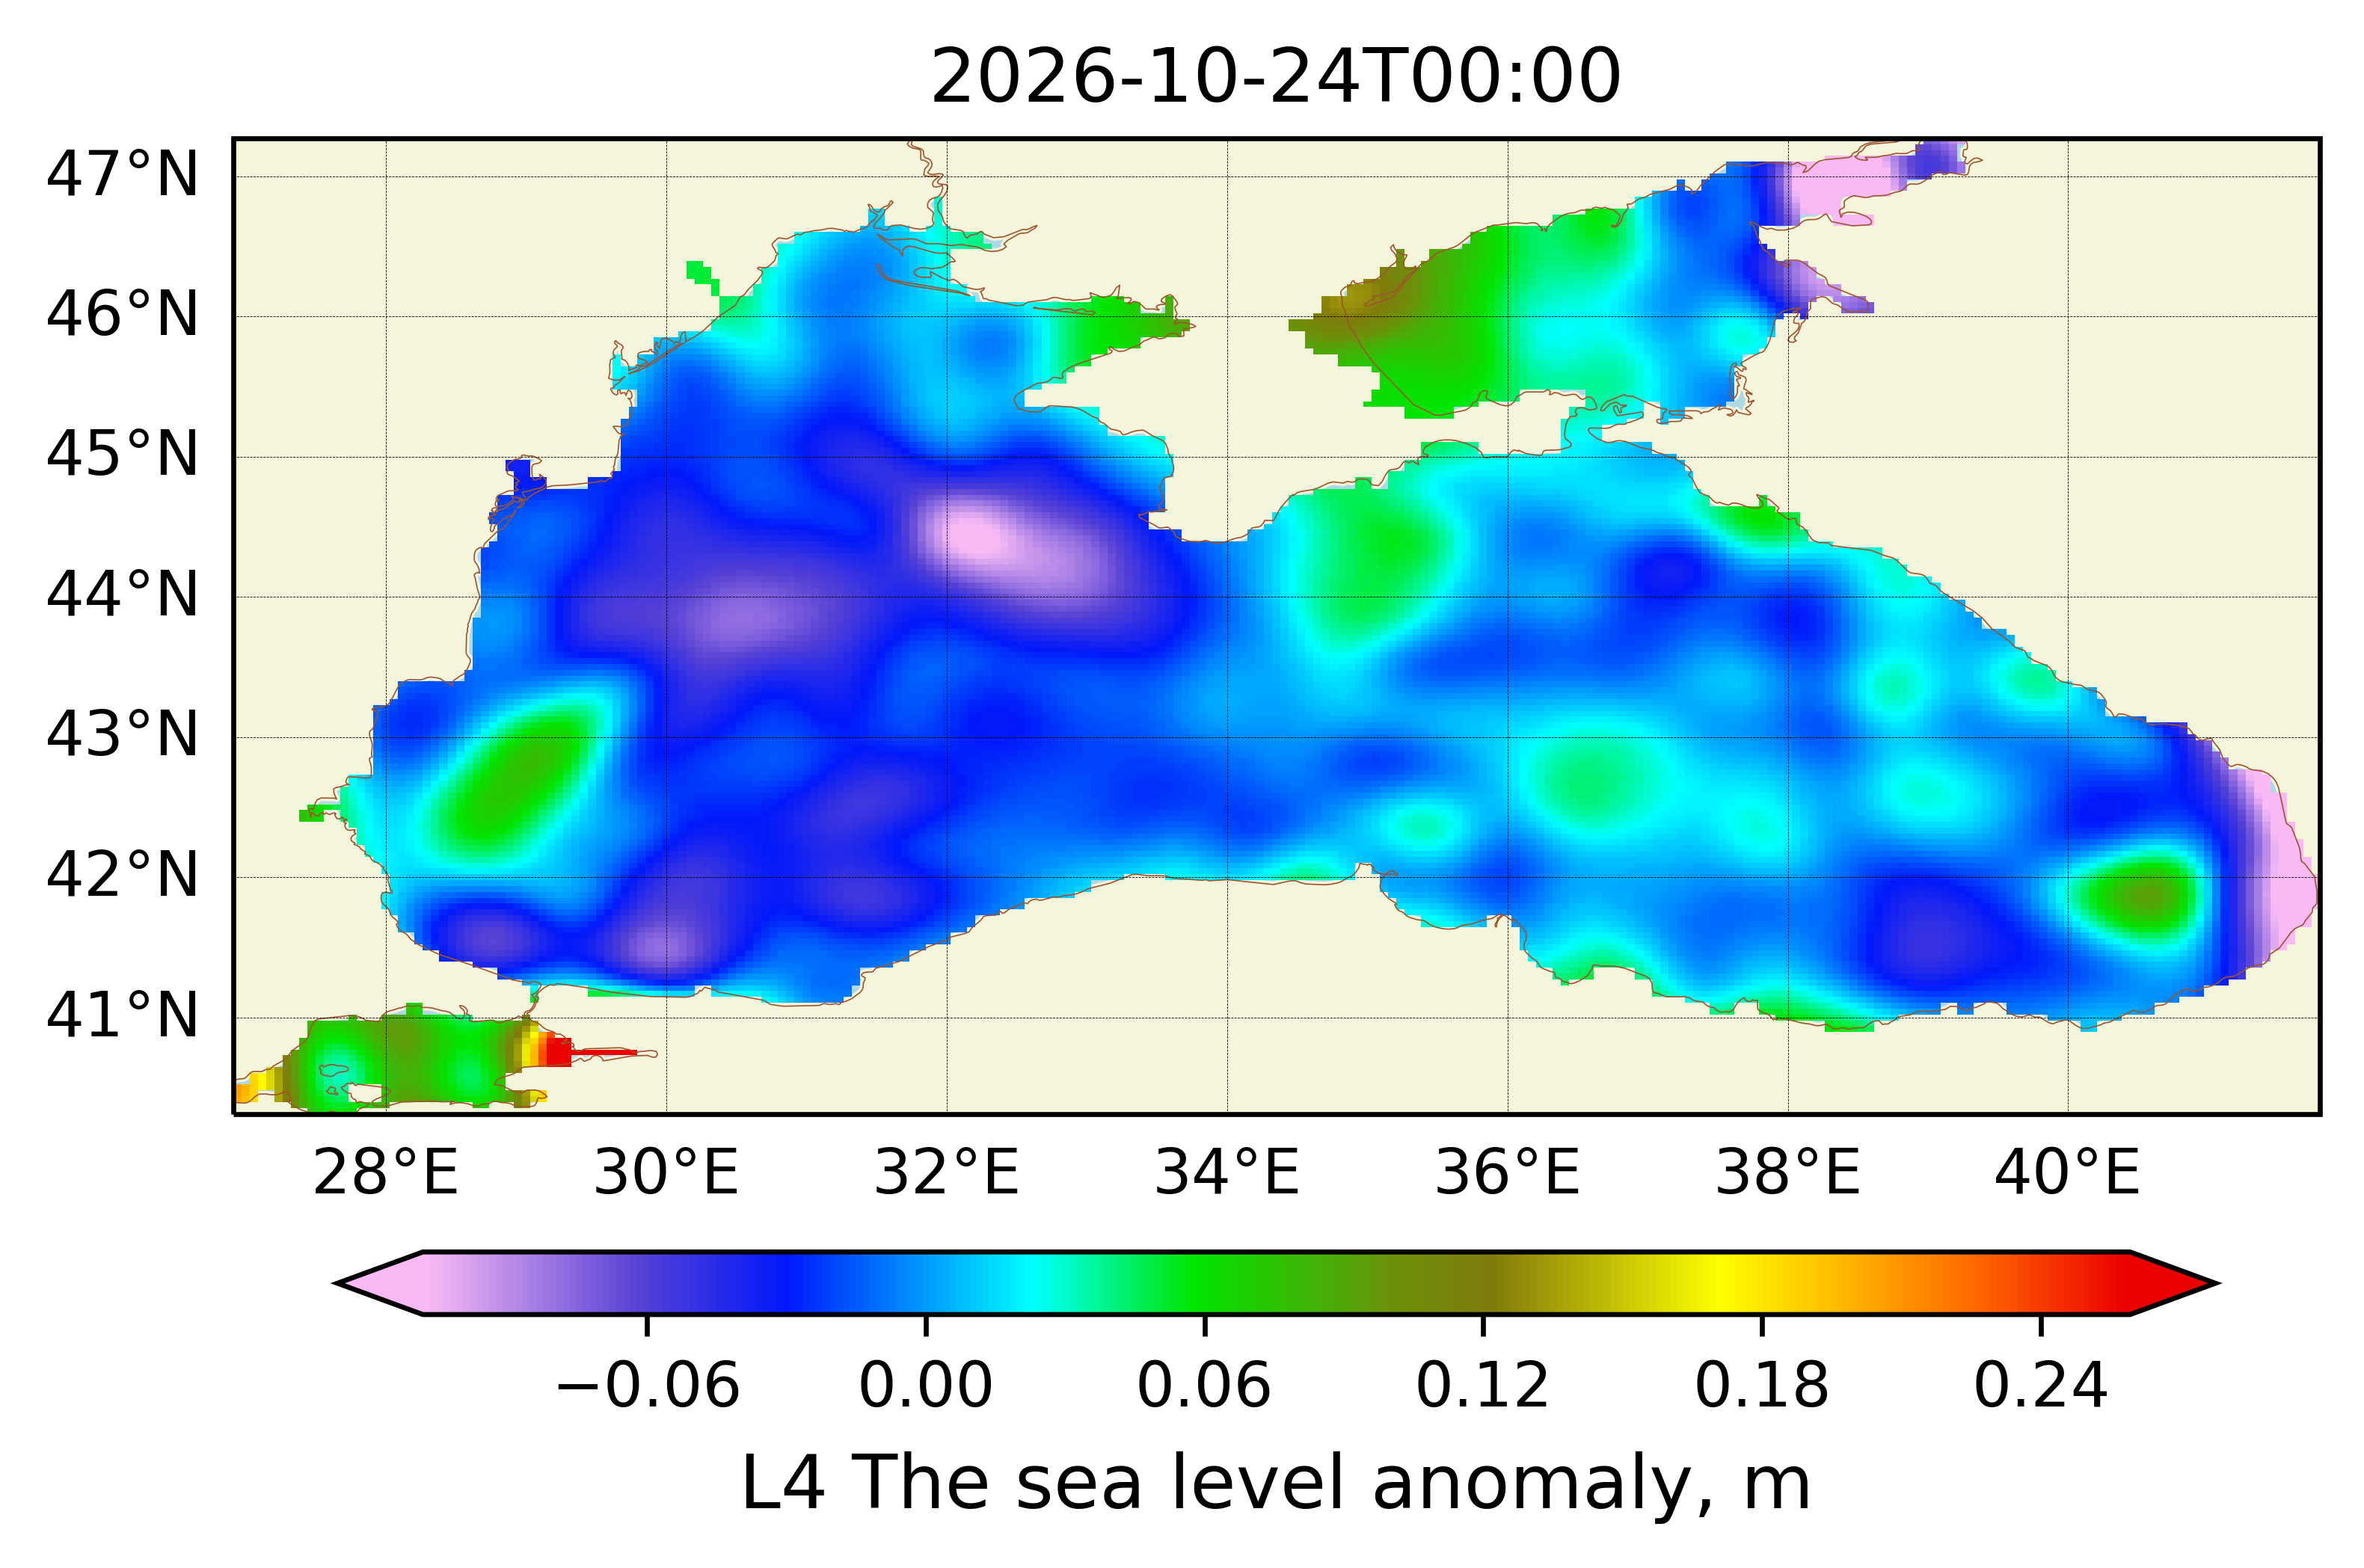 2026-10-24T00:00
47°N
46°N
45°N
44°N
43°N
42°N
41°N
28°E 30°E 32°E 34°E 36°E 38°E 40°E
−0.06 0.00 0.06 0.12 0.18 0.24
L4 The sea level anomaly, m